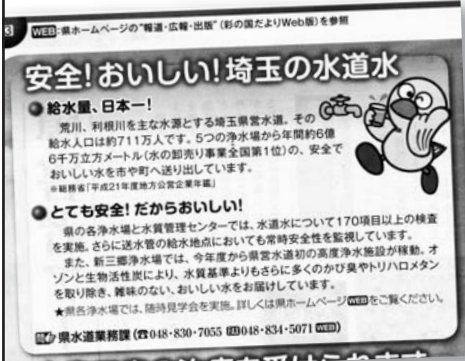 3 WEB:県ホームページの"報道・広報・出版"(彩の国だよりWeb版)を参照
安全!おいしい!埼玉の水道水
●給水量、日本一!
荒川、利根川を主な水源とする埼玉県営水道。その
給水人口は約711万人です。5つの浄水場から年間約6億
6千万立方メートル(水の卸売り事業全国第1位)の、安全で
おいしい水を市や町へ送り出しています。
※総務省「平成21年度地方公営企業年鑑」
●とても安全!だからおいしい!
県の各浄水場と水質管理センターでは、水道水について170項目以上の検査
を実施。さらに送水管の給水地点においても常時安全性を監視しています。
また、新三郷浄水場では、今年度から県営水道初の高度浄水施設が稼動。オ
ゾンと生物活性炭により、水質基準よりもさらに多くのかび臭やトリハロメタン
を取り除き、雑味のない、おいしい水をお届けしています。
★県各浄水場では、随時見学会を実施。詳しくは県ホームページWEBをご覧ください。
県水道業務課(☎048・830・7055 FAX048・834・5071 WEB)